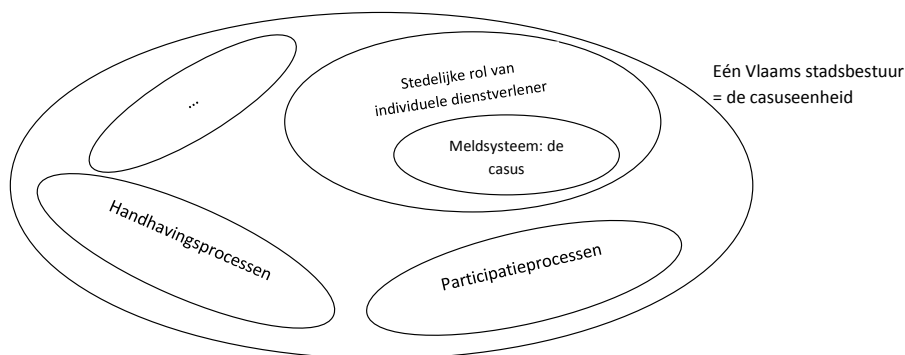 Stedelijke rol van
individuele dienstverlener
Eén Vlaams stadsbestuur
= de casuseenheid
...
Meldsysteem: de
casus
Handhavingsprocessen
Participatieprocessen